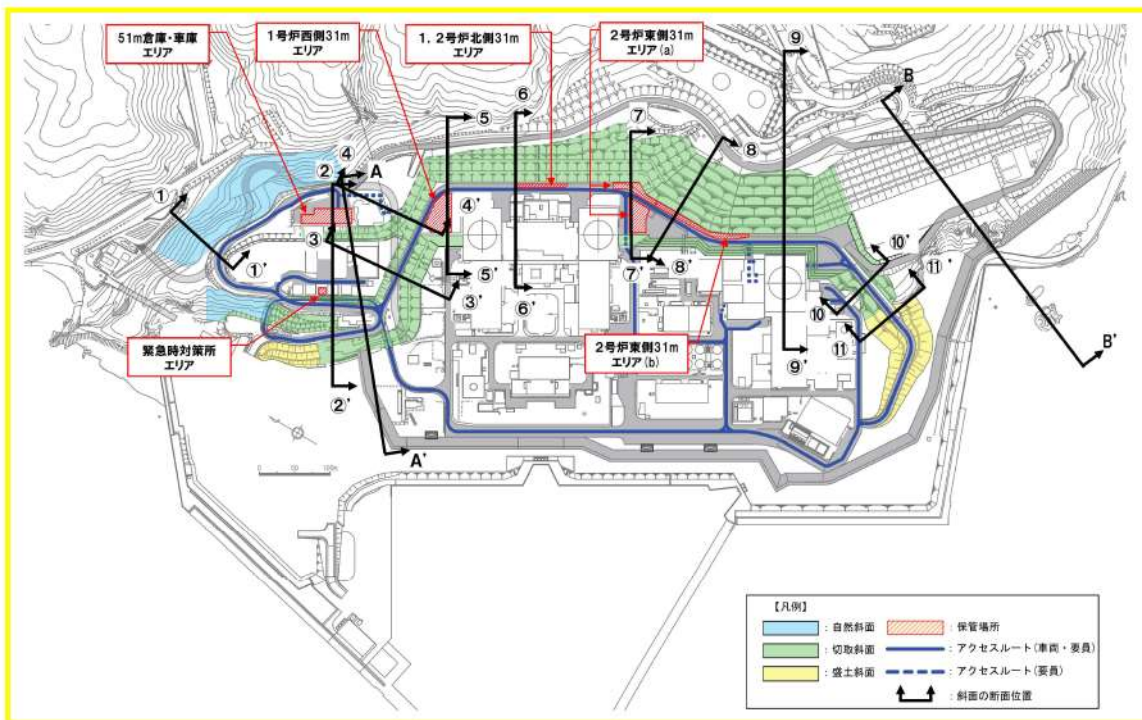 51m倉庫・車庫
エリア
1号炉西側31m
エリア
1．2号炉北側31m
エリア
2号炉東側31m
エリア(a)
⑨
B
⑥
⑤
⑦
⑧
④
②
A
①
④'
③
①'
⑤'
③'
⑥'
⑦'
⑧'
⑩'
⑪'
⑩
⑪
緊急時対策所
エリア
2号炉東側31m
エリア(b)
⑨'
B'
②'
A'
0
50
100m
【凡例】
：自然斜面
：保管場所
：切取斜面
：アクセスルート(車両・要員)
：盛土斜面
：アクセスルート(要員)
：斜面の断面位置